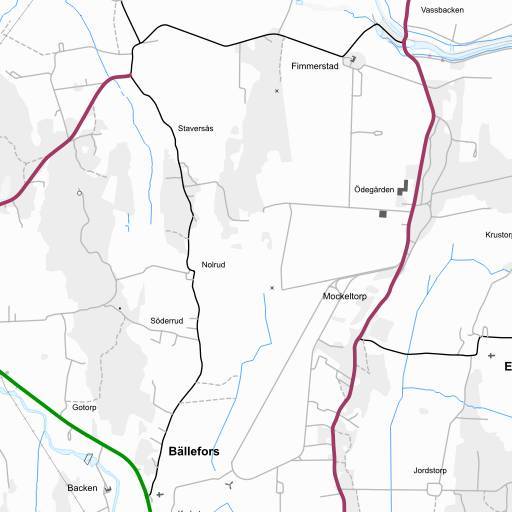 Vassbacken
Fimmerstad
Staversås
Ödegården
Krustorp
Nolrud
Mockeltorp
Söderrud
Gotorp
Bällefors
Jordstorp
Backen